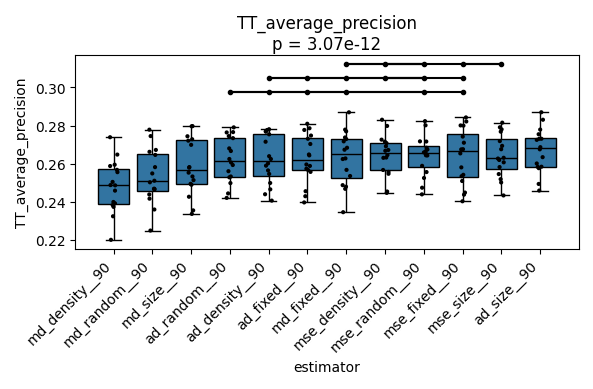 TT_average_precision
p = 3.07e-12
TT_average_precision
0.30
0.28
0.26
0.24
0.22
md_density__90
md_random__90
md_size__90
ad_random__90
ad_density__90
ad_fixed__90
md_fixed__90
mse_density__90
mse_random__90
mse_fixed__90
mse_size__90
ad_size__90
estimator